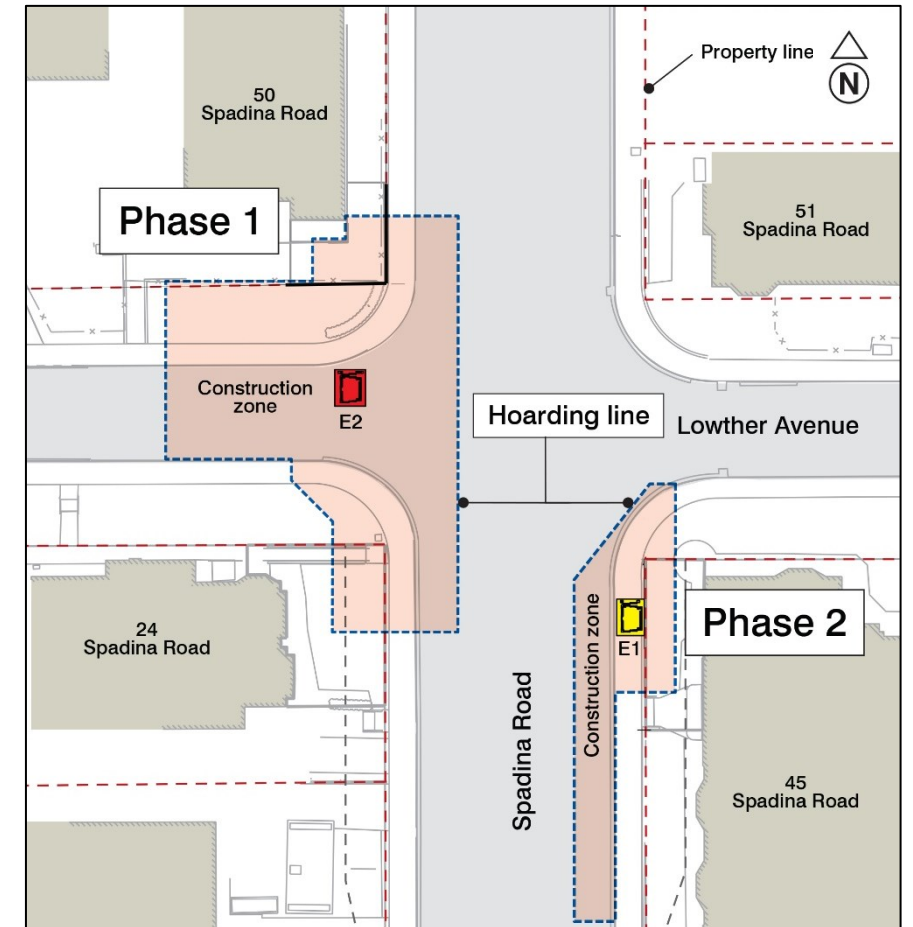 Property line
N
50
Spadina Road
Phase 1
51
Spadina Road
Construction
zone
E2
Hoarding line
Lowther Avenue
24
Spadina Road
Construction zone
E1
Phase 2
Spadina Road
45
Spadina Road